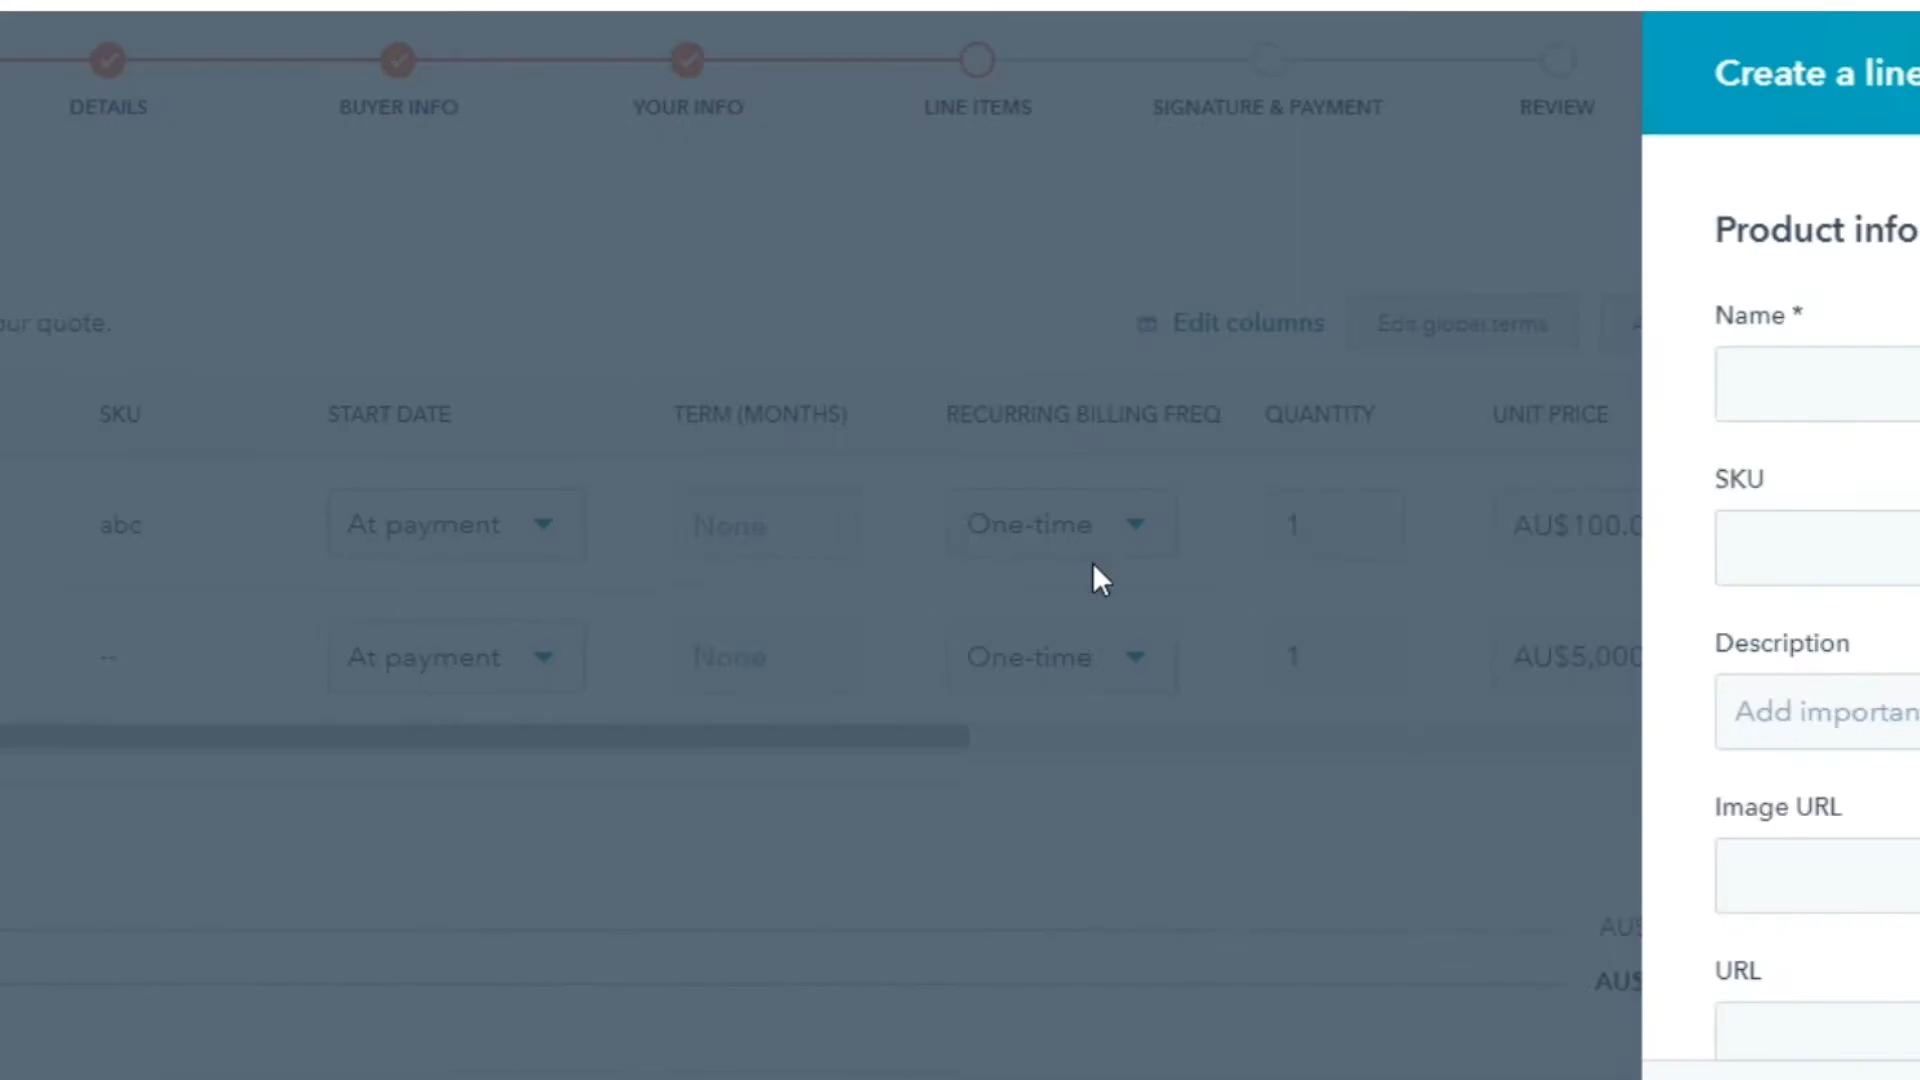 DETAILS BUYER INFO YOUR INFO LINE ITEMS SIGNATURE & PAYMENT REVIEW
our quote. Edit columns Edit global terms
SKU START DATE TERM (MONTHS) RECURRING BILLING FREQ QUANTITY UNIT PRICE
abc At payment None One-time 1 AU$100.0
-- At payment None One-time 1 AU$5,000
AU$
AU$
Create a line
Product info
Name *
SKU
Description
Add importan
Image URL
URL